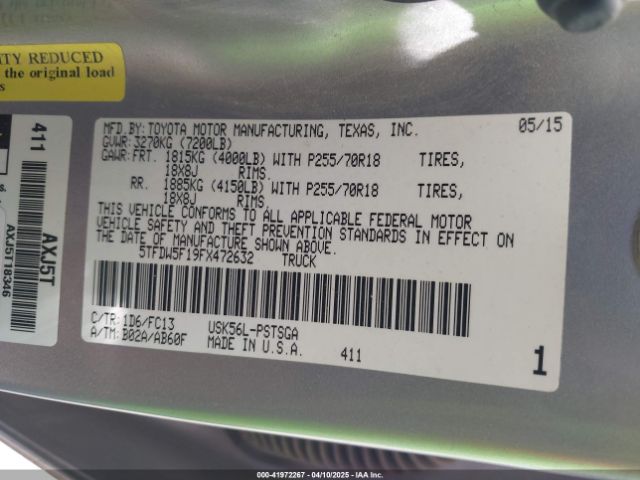 ITY REDUCED
the original load
s
411
AXJ5T
AXJ5T18346
s.
MFD.BY:TOYOTA MOTOR MANUFACTURING, TEXAS, INC. 05/15
GVWR:3270KG (7200LB)
GAWR:FRT. 1815KG (4000LB) WITH P255/70R18 TIRES,
18X8J RIMS.
RR. 1885KG (4150LB) WITH P255/70R18 TIRES,
18X8J RIMS.
THIS VEHICLE CONFORMS TO ALL APPLICABLE FEDERAL MOTOR
VEHICLE SAFETY AND THEFT PREVENTION STANDARDS IN EFFECT ON
THE DATE OF MANUFACTURE SHOWN ABOVE.
5TFDW5F19FX472632 TRUCK
C/TR:1D6/FC13 USK56L-PSTSGA
A/TM:B02A/AB60F MADE IN U.S.A. 411
1
00-41972267 - 04/10/2025 - IAA Inc.